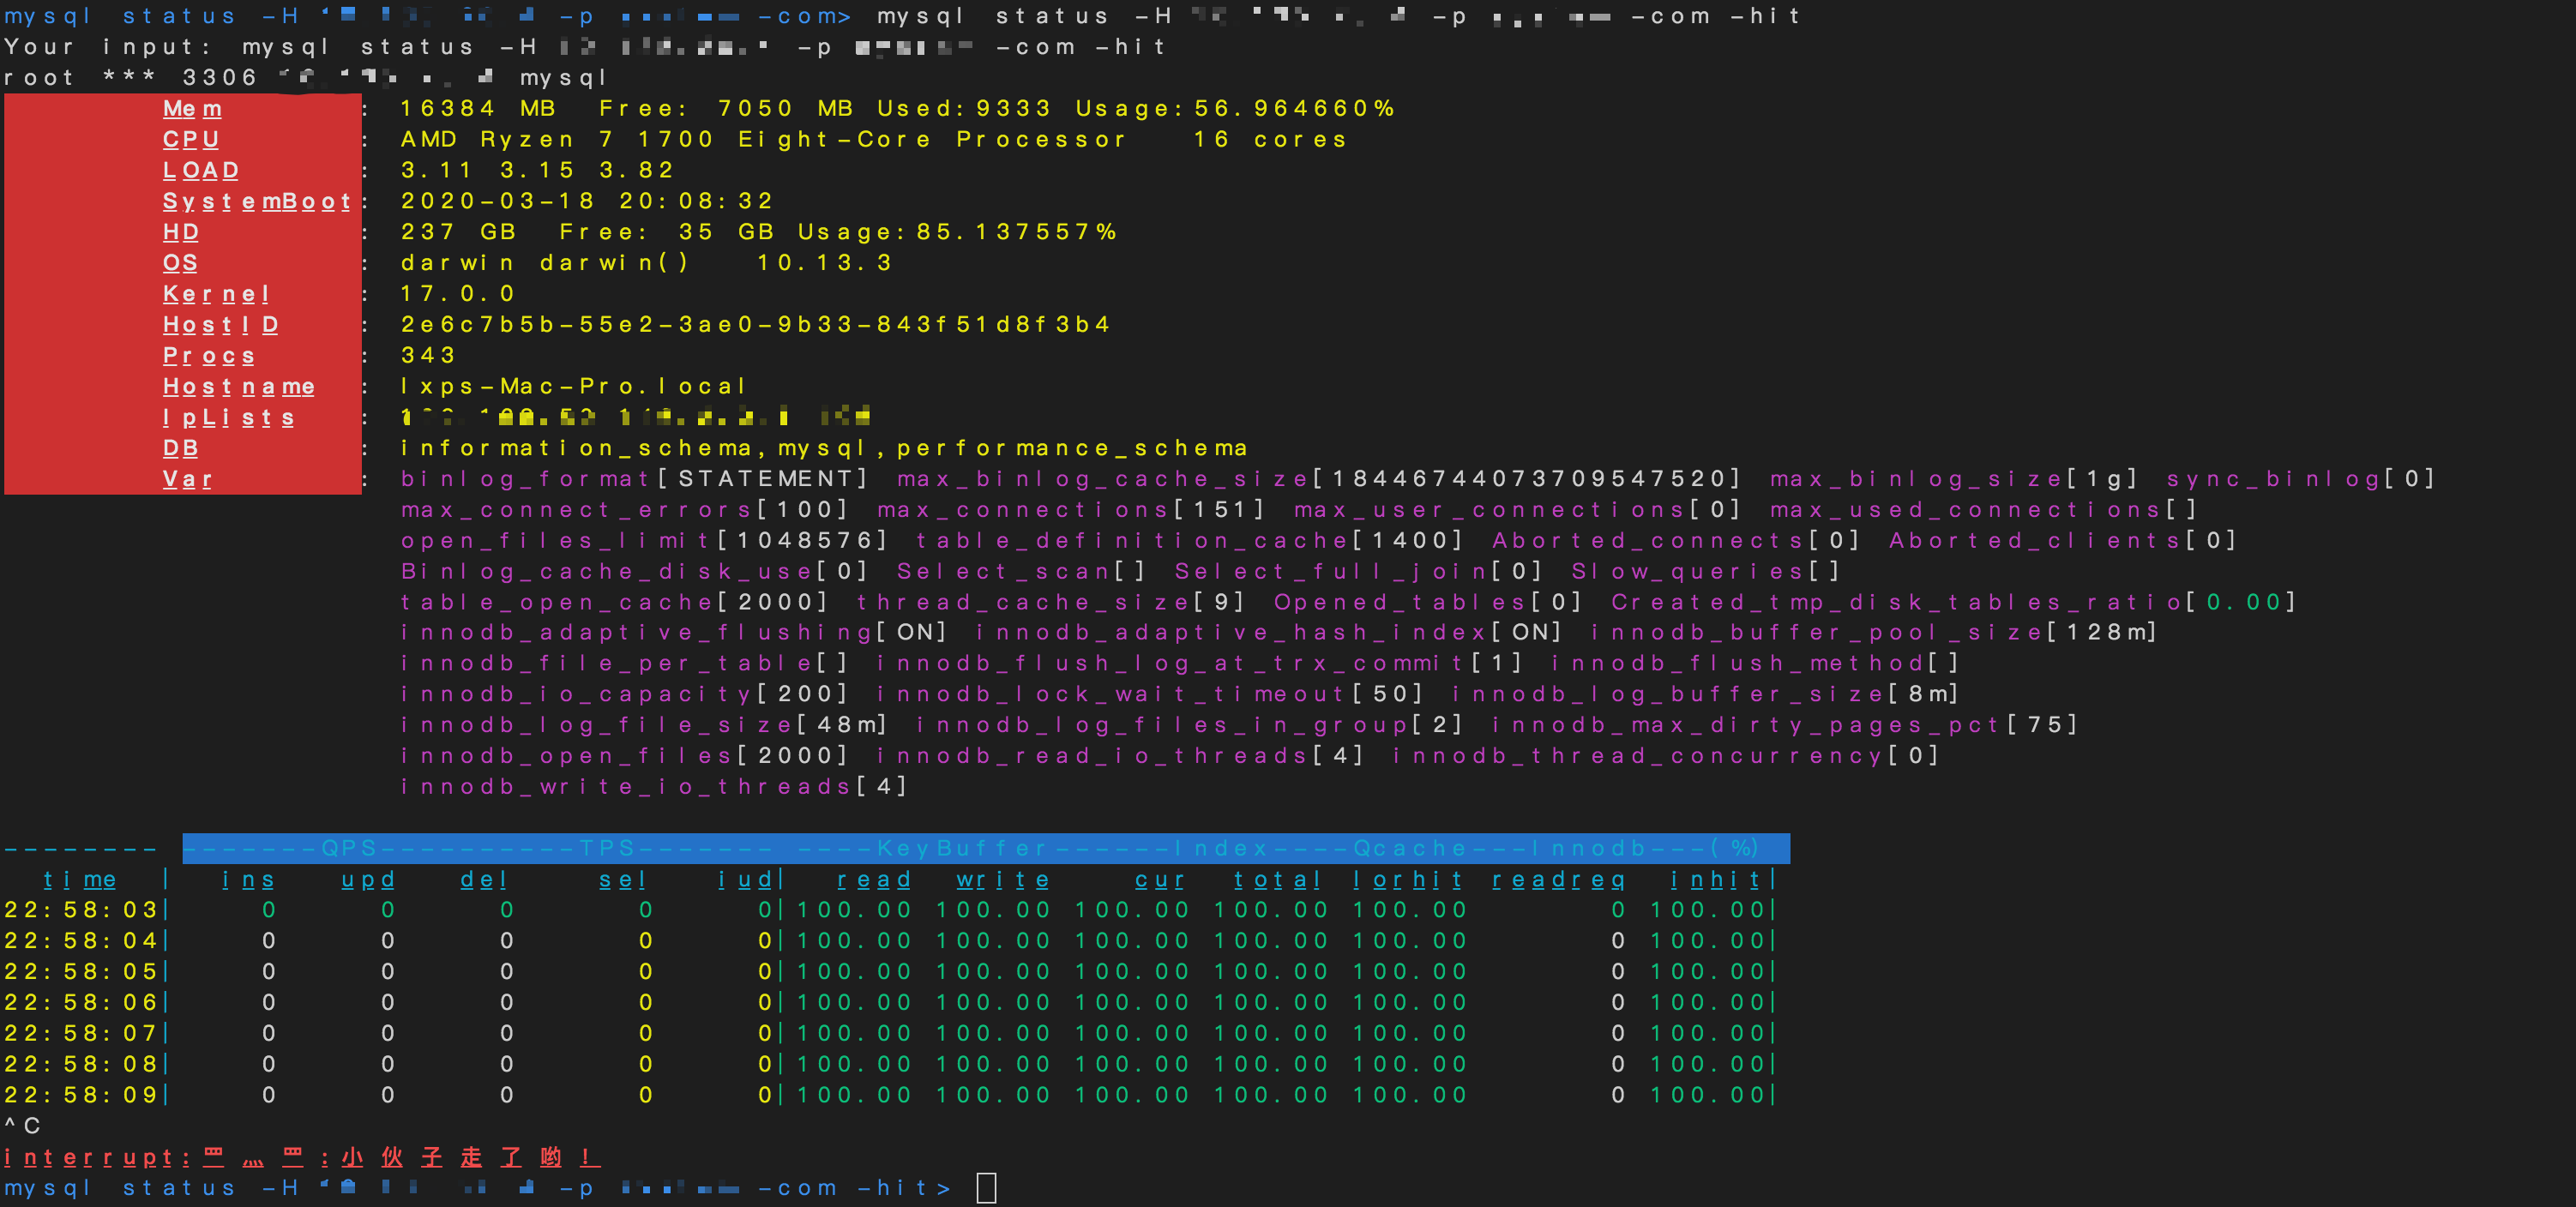 mysql status -H -p -com> mysql status -H -p -com -hit
Your input: mysql status -H -p -com -hit
root *** 3306 mysql
Mem : 16384 MB Free: 7050 MB Used:9333 Usage:56.964660%
CPU : AMD Ryzen 7 1700 Eight-Core Processor 16 cores
LOAD : 3.11 3.15 3.82
SystemBoot: 2020-03-18 20:08:32
HD : 237 GB Free: 35 GB Usage:85.137557%
OS : darwin darwin() 10.13.3
Kernel : 17.0.0
HostID : 2e6c7b5b-55e2-3ae0-9b33-843f51d8f3b4
Procs : 343
Hostname : lxps-Mac-Pro.local
IpLists :
DB : information_schema,mysql,performance_schema
Var : binlog_format[STATEMENT] max_binlog_cache_size[18446744073709547520] max_binlog_size[1g] sync_binlog[0]
max_connect_errors[100] max_connections[151] max_user_connections[0] max_used_connections[]
open_files_limit[1048576] table_definition_cache[1400] Aborted_connects[0] Aborted_clients[0]
Binlog_cache_disk_use[0] Select_scan[] Select_full_join[0] Slow_queries[]
table_open_cache[2000] thread_cache_size[9] Opened_tables[0] Created_tmp_disk_tables_ratio[0.00]
innodb_adaptive_flushing[ON] innodb_adaptive_hash_index[ON] innodb_buffer_pool_size[128m]
innodb_file_per_table[] innodb_flush_log_at_trx_commit[1] innodb_flush_method[]
innodb_io_capacity[200] innodb_lock_wait_timeout[50] innodb_log_buffer_size[8m]
innodb_log_file_size[48m] innodb_log_files_in_group[2] innodb_max_dirty_pages_pct[75]
innodb_open_files[2000] innodb_read_io_threads[4] innodb_thread_concurrency[0]
innodb_write_io_threads[4]
-------- -------QPS----------TPS------- ----KeyBuffer------Index----Qcache---Innodb---(%)
time | ins upd del sel iud| read write cur total lorhit readreq inhit|
22:58:03| 0 0 0 0 0|100.00 100.00 100.00 100.00 100.00 0 100.00|
22:58:04| 0 0 0 0 0|100.00 100.00 100.00 100.00 100.00 0 100.00|
22:58:05| 0 0 0 0 0|100.00 100.00 100.00 100.00 100.00 0 100.00|
22:58:06| 0 0 0 0 0|100.00 100.00 100.00 100.00 100.00 0 100.00|
22:58:07| 0 0 0 0 0|100.00 100.00 100.00 100.00 100.00 0 100.00|
22:58:08| 0 0 0 0 0|100.00 100.00 100.00 100.00 100.00 0 100.00|
22:58:09| 0 0 0 0 0|100.00 100.00 100.00 100.00 100.00 0 100.00|
^C
interrupt:罒灬罒:小伙子走了哟!
mysql status -H -p -com -hit>